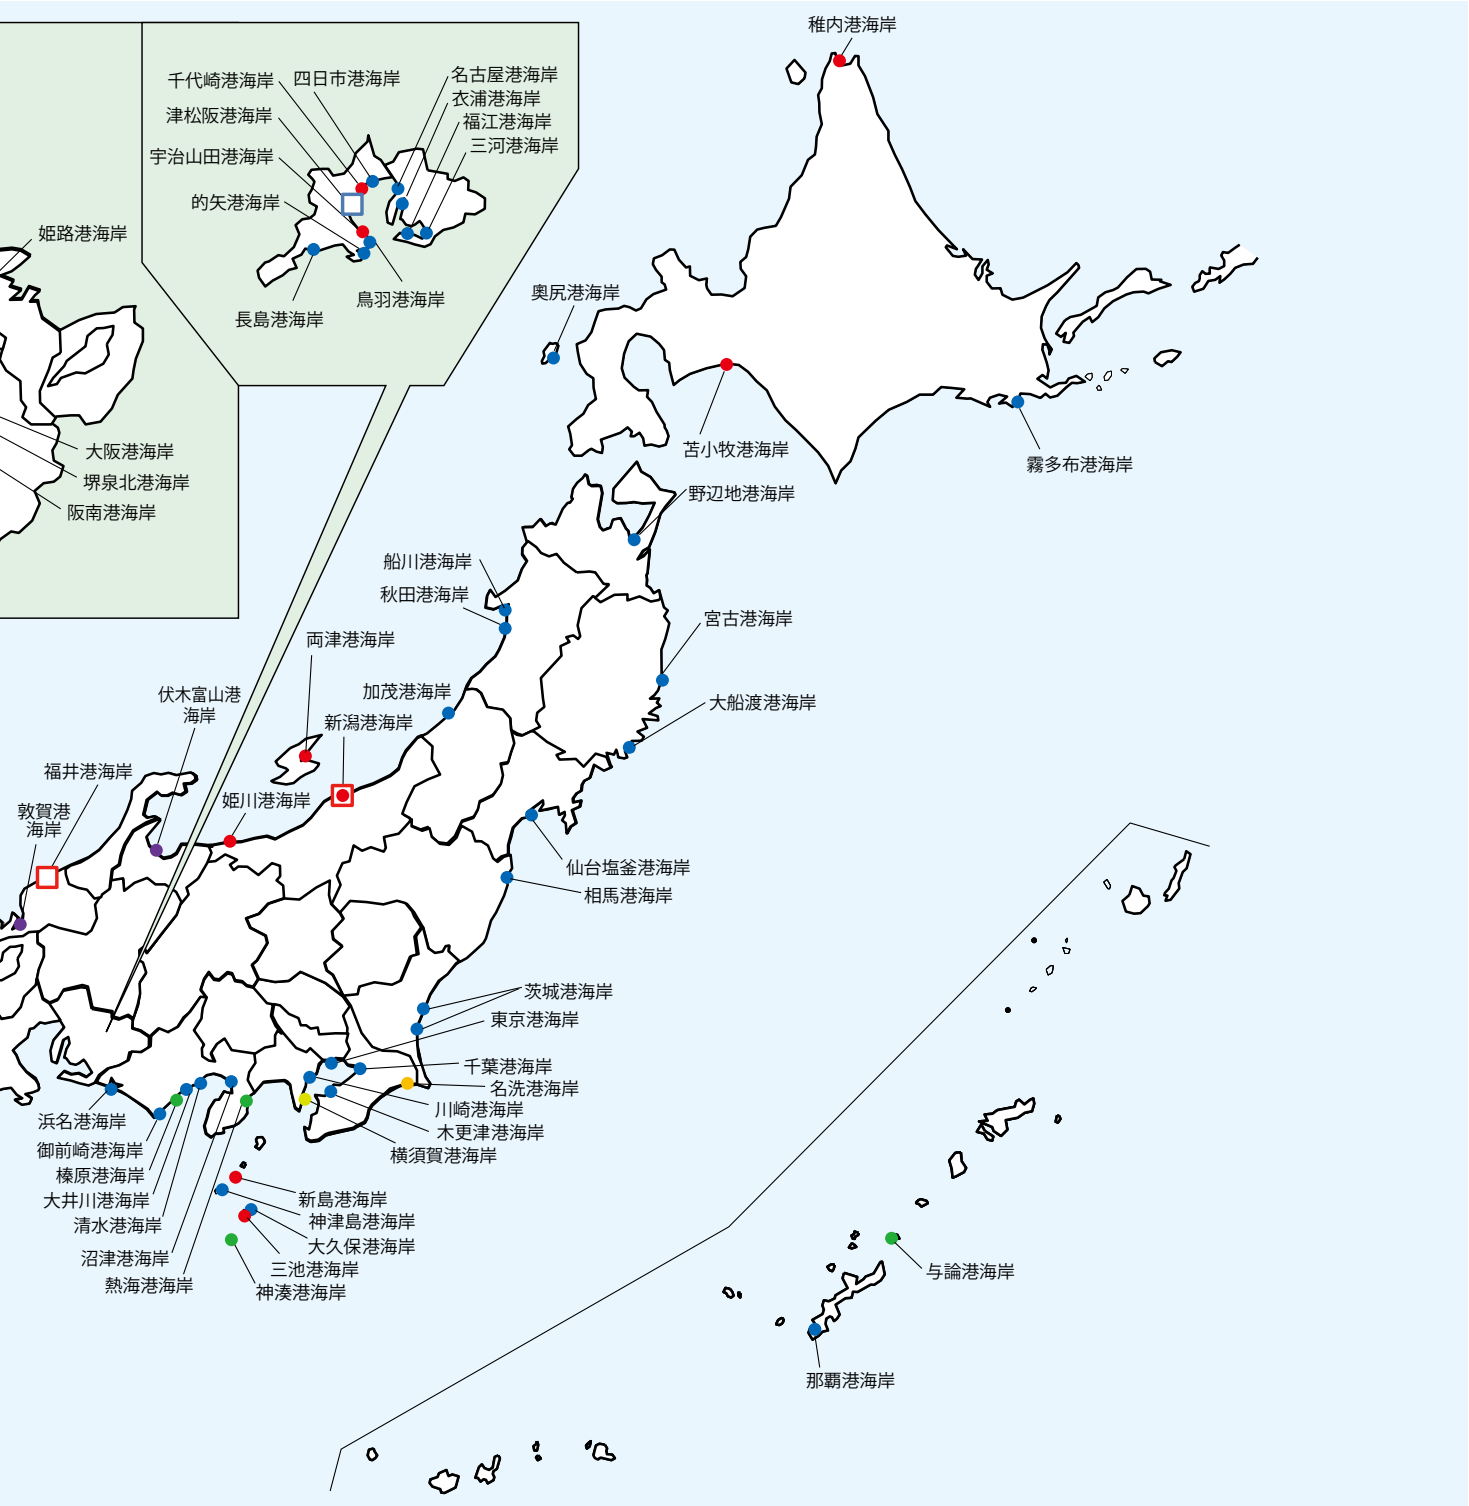 稚内港海岸
千代崎港海岸
四日市港海岸
名古屋港海岸
衣浦港海岸
津松阪港海岸
福江港海岸
三河港海岸
宇治山田港海岸
的矢港海岸
姫路港海岸
鳥羽港海岸
長島港海岸
奥尻港海岸
苫小牧港海岸
霧多布港海岸
大阪港海岸
堺泉北港海岸
阪南港海岸
野辺地港海岸
船川港海岸
秋田港海岸
宮古港海岸
両津港海岸
加茂港海岸
伏木富山港
海岸
大船渡港海岸
新潟港海岸
福井港海岸
姫川港海岸
敦賀港
海岸
仙台塩釜港海岸
相馬港海岸
茨城港海岸
東京港海岸
千葉港海岸
名洗港海岸
川崎港海岸
浜名港海岸
木更津港海岸
御前崎港海岸
横須賀港海岸
榛原港海岸
大井川港海岸
新島港海岸
清水港海岸
神津島港海岸
大久保港海岸
沼津港海岸
三池港海岸
熱海港海岸
神湊港海岸
与論港海岸
那覇港海岸